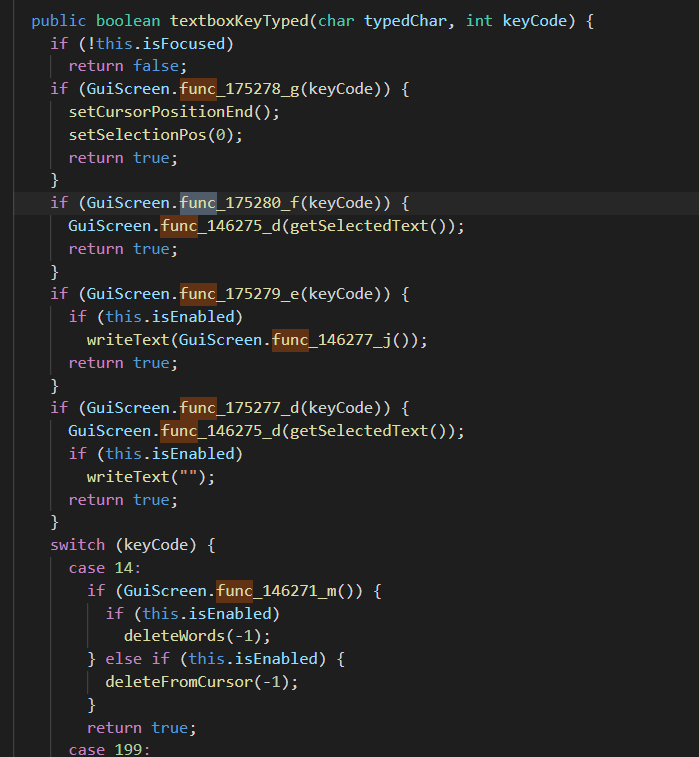 public boolean textboxKeyTyped(char typedChar, int keyCode) {
if (!this.isFocused)
return false;
if (GuiScreen.func_175278_g(keyCode)) {
setCursorPositionEnd();
setSelectionPos(0);
return true;
}
if (GuiScreen.func_175280_f(keyCode)) {
GuiScreen.func_146275_d(getSelectedText());
return true;
}
if (GuiScreen.func_175279_e(keyCode)) {
if (this.isEnabled)
writeText(GuiScreen.func_146277_j());
return true;
}
if (GuiScreen.func_175277_d(keyCode)) {
GuiScreen.func_146275_d(getSelectedText());
if (this.isEnabled)
writeText("");
return true;
}
switch (keyCode) {
case 14:
if (GuiScreen.func_146271_m()) {
if (this.isEnabled)
deleteWords(-1);
} else if (this.isEnabled) {
deleteFromCursor(-1);
}
return true;
case 199: